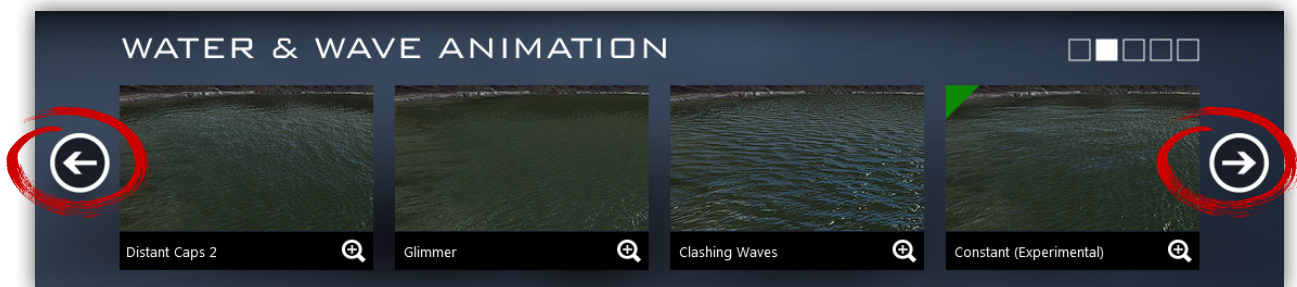 WATER & WAVE ANIMATION
Distant Caps 2
Glimmer
Clashing Waves
Constant (Experimental)